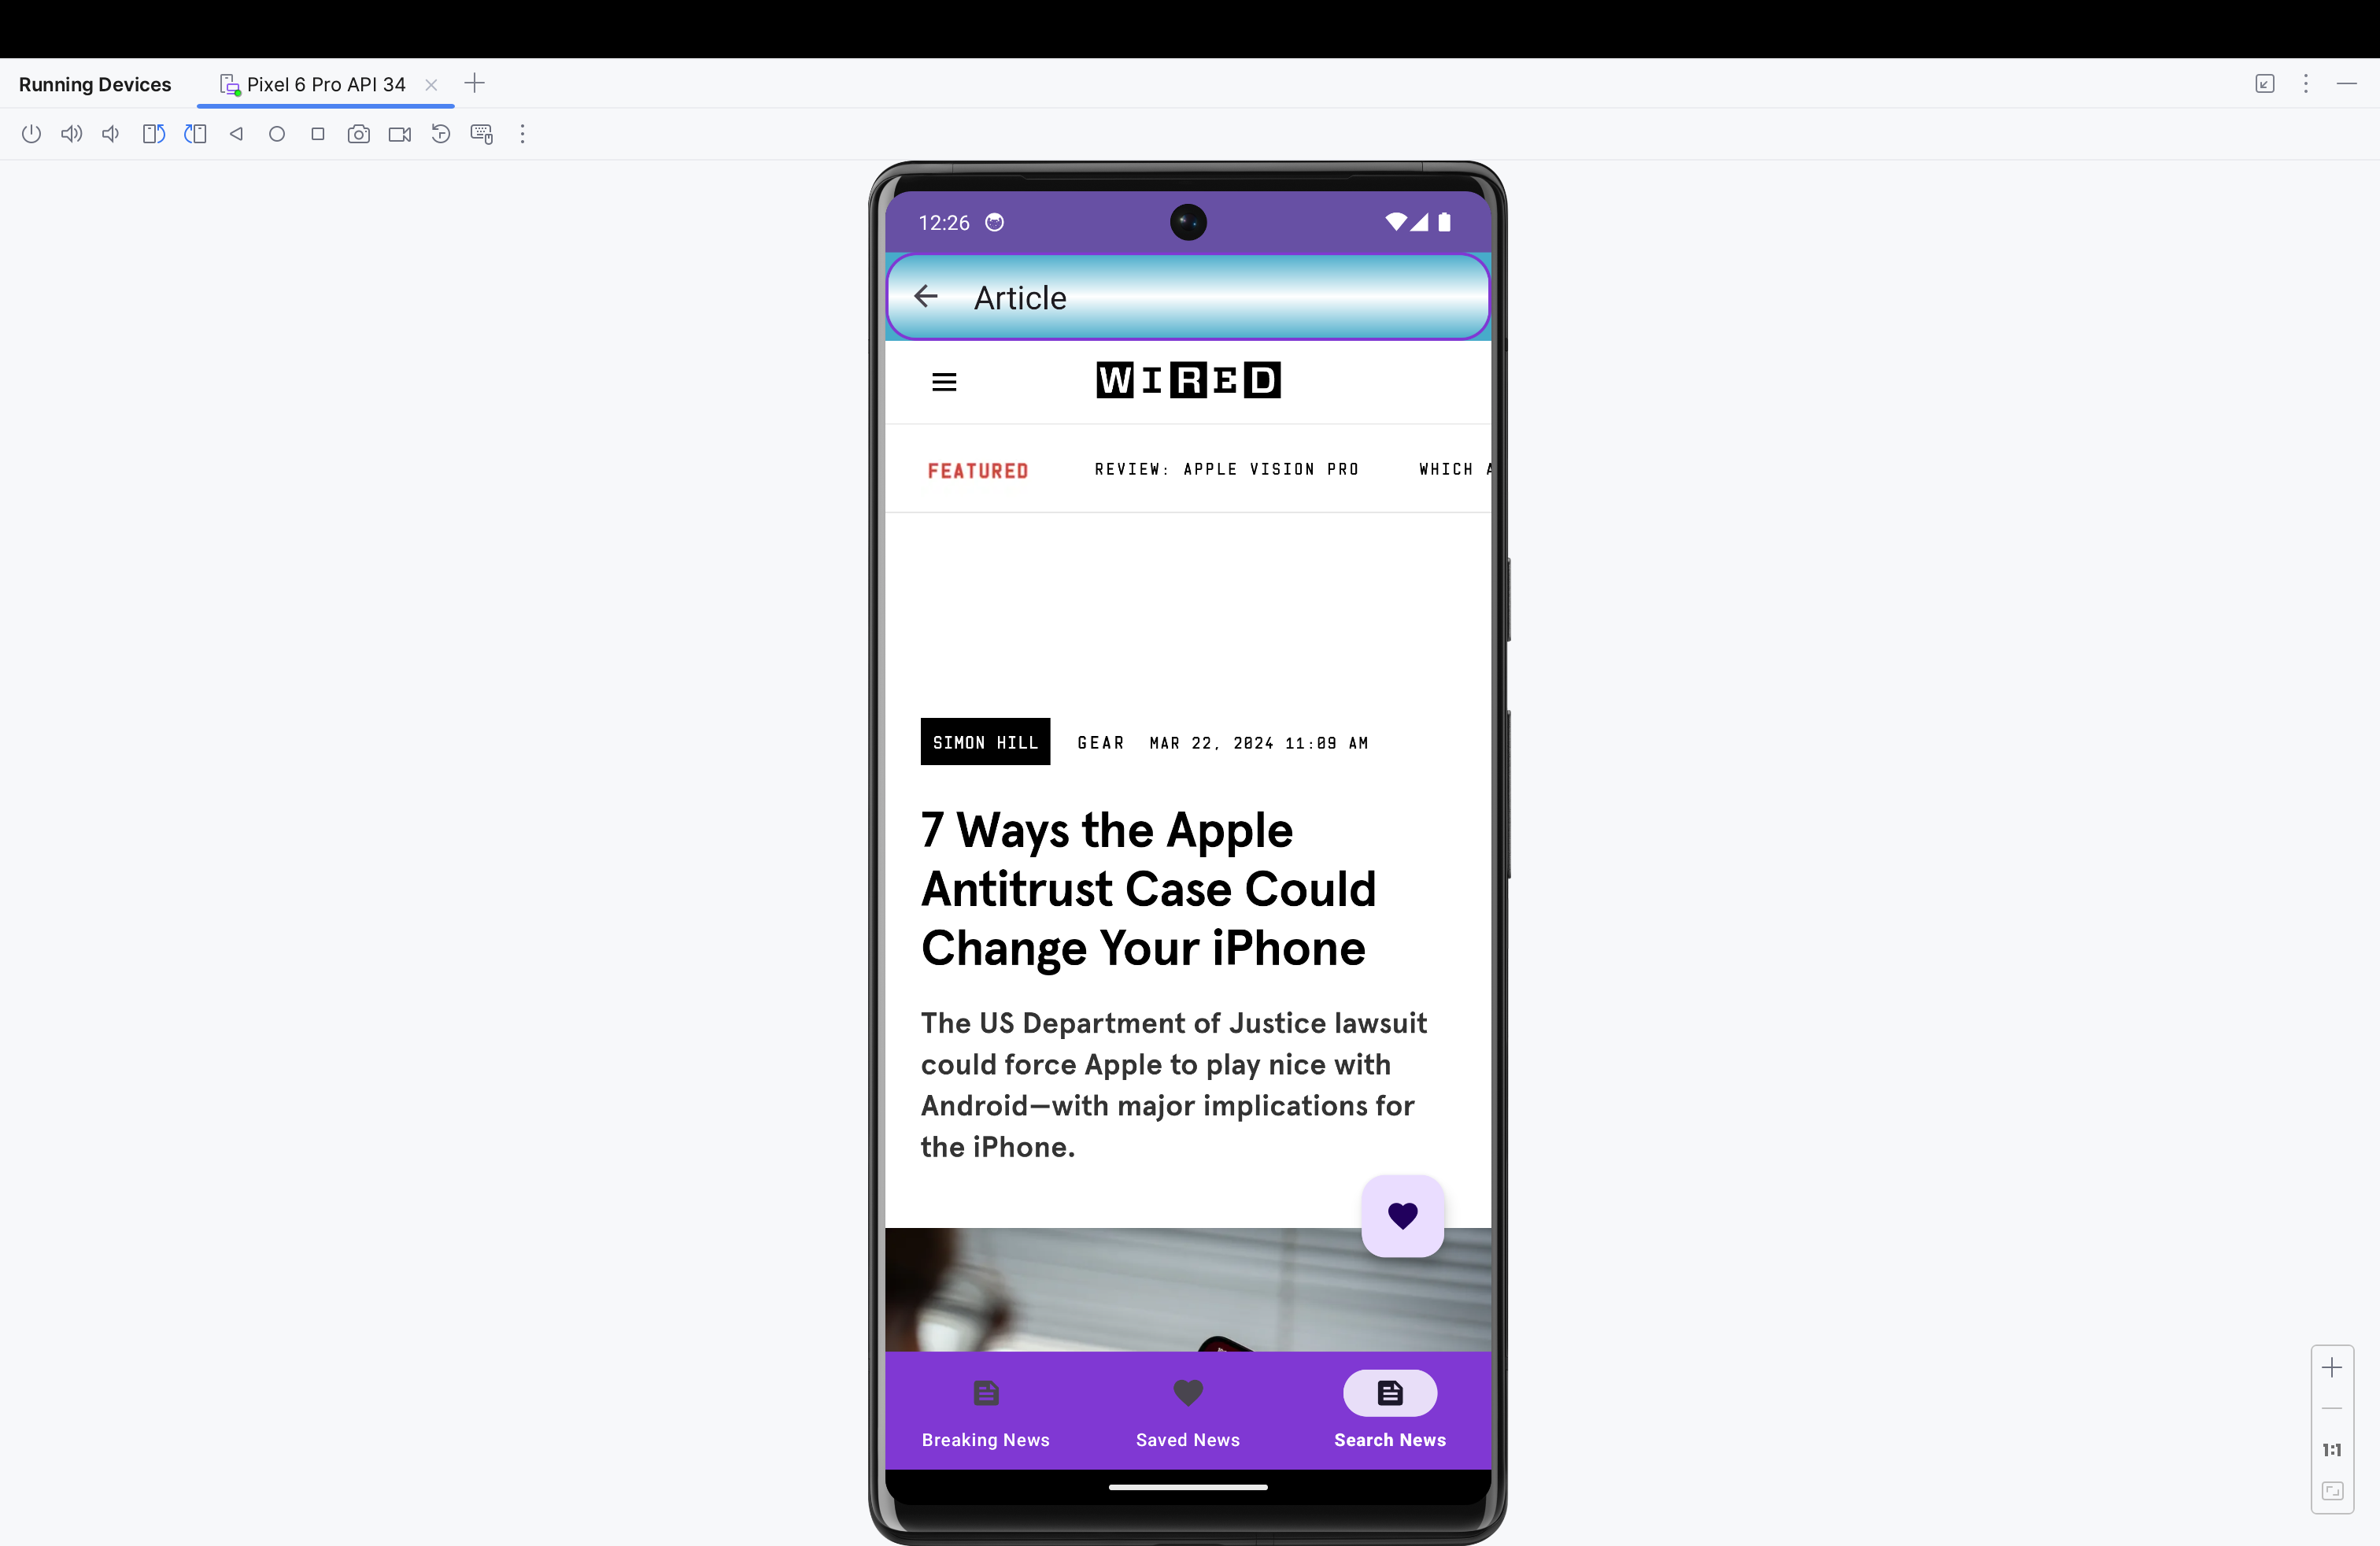 Running Devices
Pixel 6 Pro API 34
12:26
Article
WIRED
FEATURED REVIEW: APPLE VISION PRO WHICH A
SIMON HILL GEAR MAR 22, 2024 11:09 AM
7 Ways the Apple
Antitrust Case Could
Change Your iPhone
The US Department of Justice lawsuit
could force Apple to play nice with
Android—with major implications for
the iPhone.
Breaking News Saved News Search News
1:1